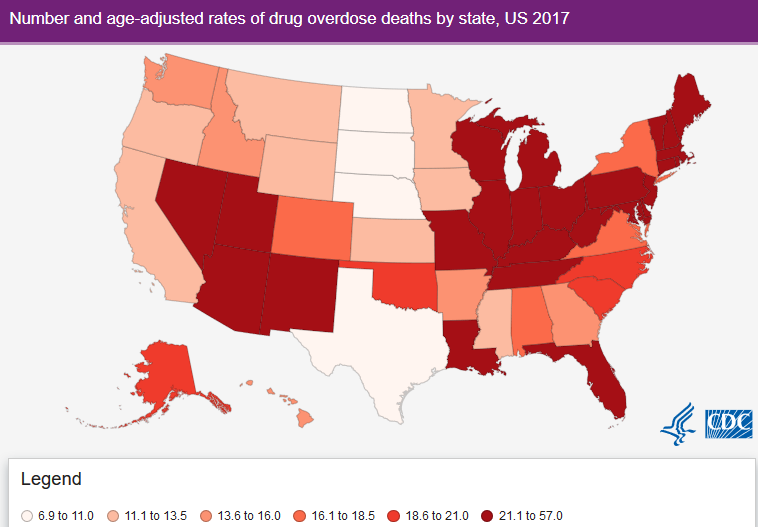 Number and age-adjusted rates of drug overdose deaths by state, US 2017
CDC
Legend
6.9 to 11.0 11.1 to 13.5 13.6 to 16.0 16.1 to 18.5 18.6 to 21.0 21.1 to 57.0